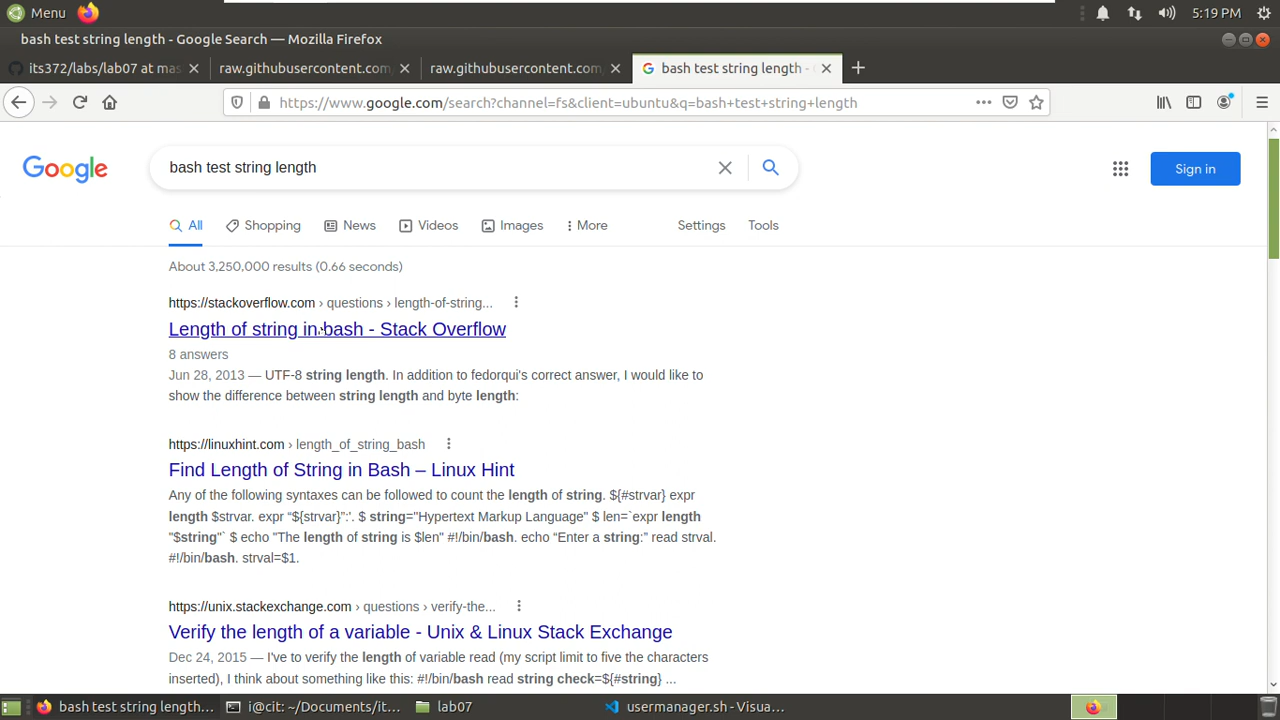 Menu
5:19 PM
bash test string length - Google Search — Mozilla Firefox
its372/labs/lab07 at mas
raw.githubusercontent.com/
raw.githubusercontent.com/
bash test string length -
https://www.google.com/search?channel=fs&client=ubuntu&q=bash+test+string+length
Google
bash test string length
Sign in
All
Shopping
News
Videos
Images
More
Settings
Tools
About 3,250,000 results (0.66 seconds)
https://stackoverflow.com › questions › length-of-string...
Length of string in bash - Stack Overflow
8 answers
Jun 28, 2013 — UTF-8 string length. In addition to fedorqui's correct answer, I would like to
show the difference between string length and byte length:
https://linuxhint.com › length_of_string_bash
Find Length of String in Bash – Linux Hint
Any of the following syntaxes can be followed to count the length of string. ${#strvar} expr
length $strvar. expr “${strvar}”:'. $ string="Hypertext Markup Language" $ len=`expr length
"$string"` $ echo "The length of string is $len" #!/bin/bash. echo “Enter a string:” read strval.
#!/bin/bash. strval=$1.
https://unix.stackexchange.com › questions › verify-the...
Verify the length of a variable - Unix & Linux Stack Exchange
Dec 24, 2015 — I've to verify the length of variable read (my script limit to five the characters
inserted), I think about something like this: #!/bin/bash read string check=${#string} ...
bash test string length...
i@cit: ~/Documents/it...
lab07
usermanager.sh - Visua...